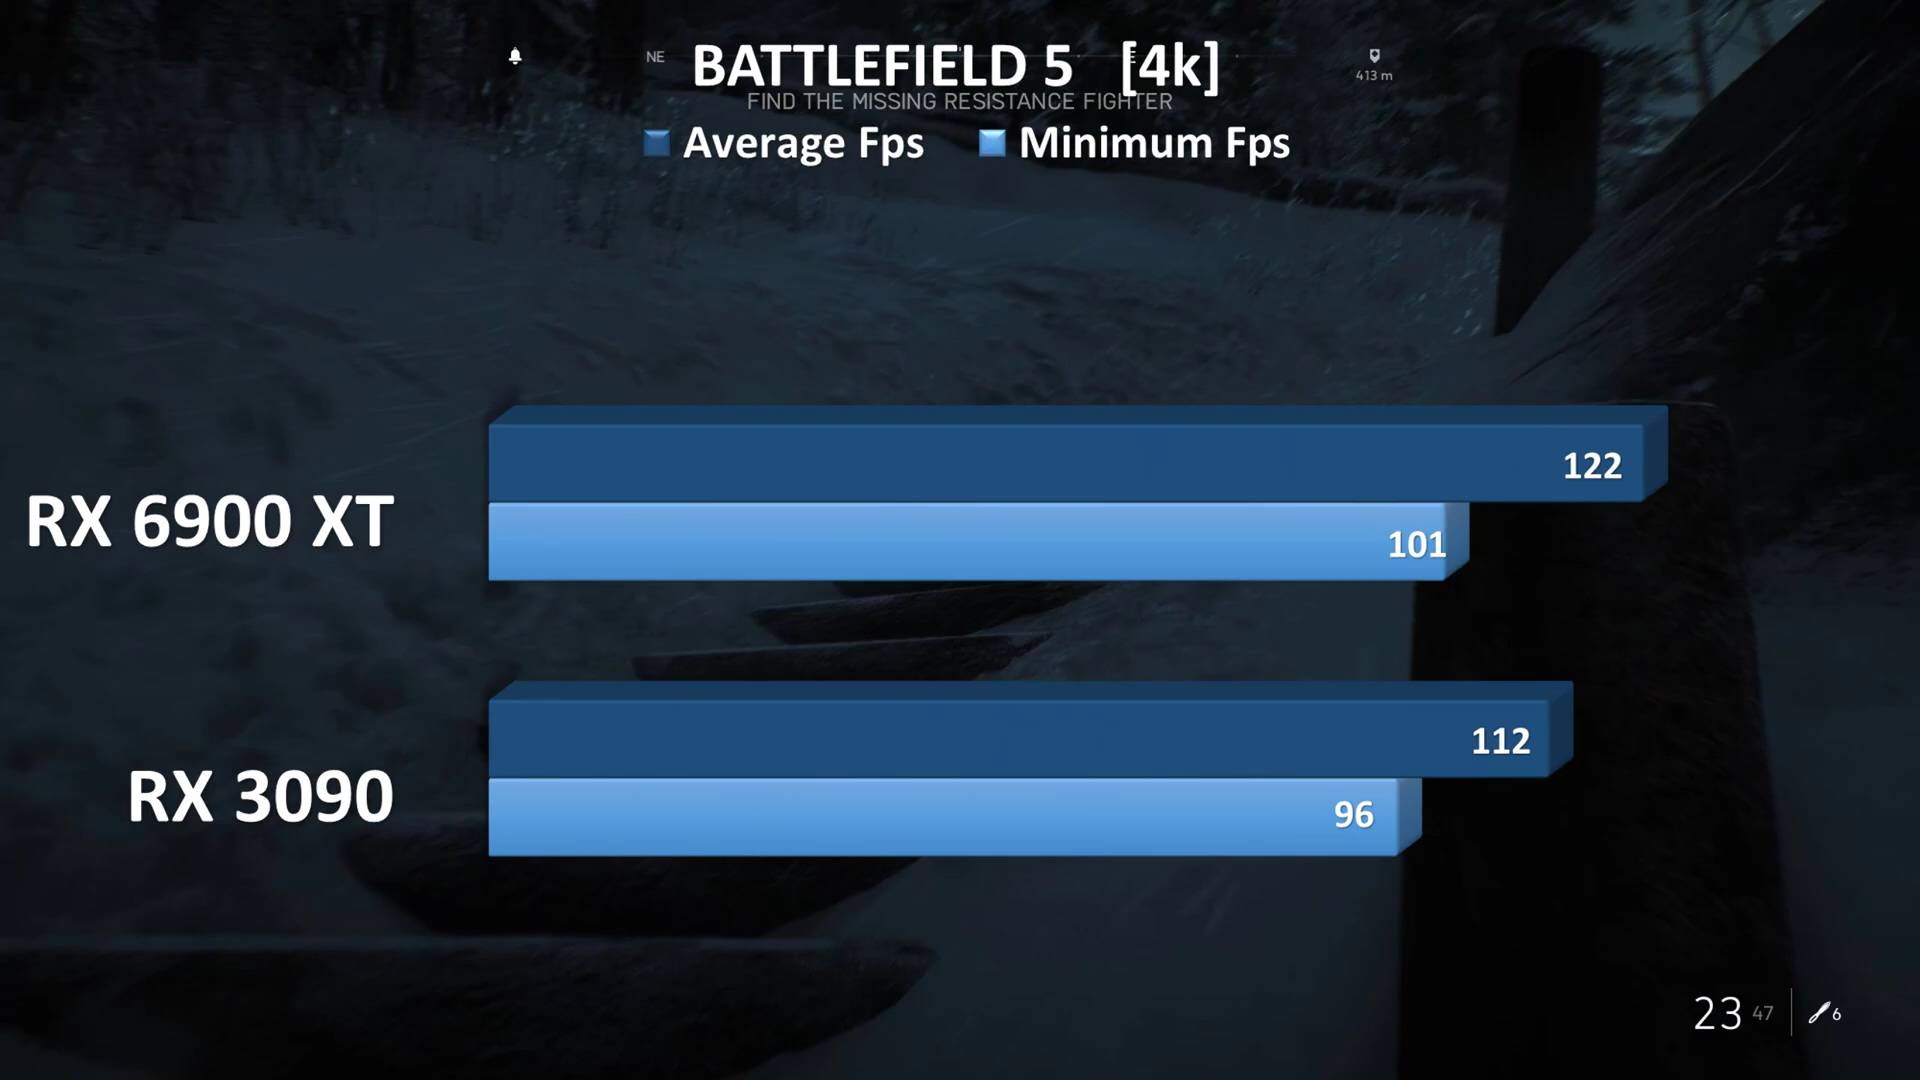 NE
BATTLEFIELD 5 [4k]
413 m
FIND THE MISSING RESISTANCE FIGHTER
Average Fps
Minimum Fps
122
RX 6900 XT
101
112
RX 3090
96
23 47 6